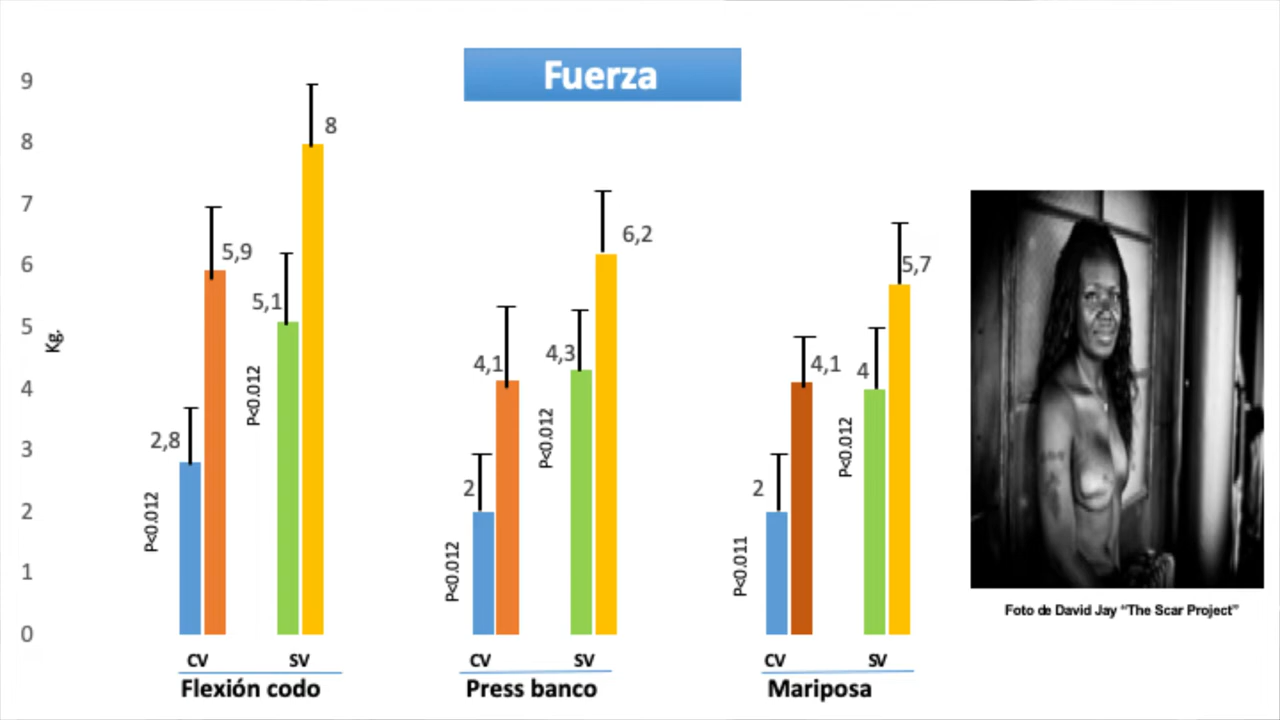 Fuerza
9
8
7
6
5
4
3
2
1
0
Kg.
P<0.012
2,8
5,9
P<0.012
5,1
8
P<0.012
2
4,1
P<0.012
4,3
6,2
P<0.011
2
4,1
P<0.012
4
5,7
CV SV
Flexión codo
CV SV
Press banco
CV SV
Mariposa
Foto de David Jay “The Scar Project”